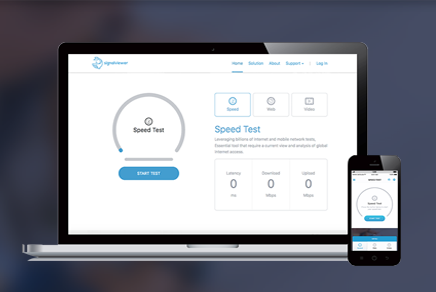 signalviewer
Home Solution About Support Log in
Speed Test
START TEST
Speed Web Video
Speed Test
Leveraging billions of internet and mobile network tests,
Essential tool that require a current view and analysis of global
internet access.
Latency Download Upload
0 0 0
ms Mbps Mbps
Speed Test
START TEST